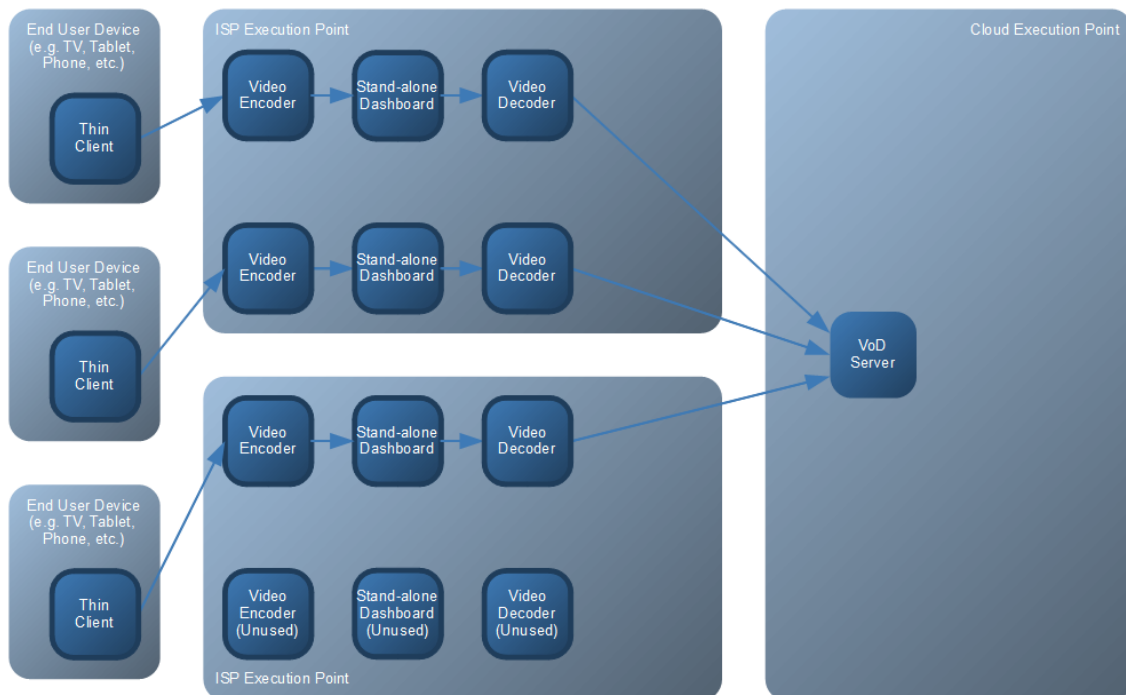 End User Device
(e.g. TV, Tablet,
Phone, etc.)
Thin
Client
End User Device
(e.g. TV, Tablet,
Phone, etc.)
Thin
Client
End User Device
(e.g. TV, Tablet,
Phone, etc.)
Thin
Client
ISP Execution Point
Video
Encoder
Stand-alone
Dashboard
Video
Decoder
Video
Encoder
Stand-alone
Dashboard
Video
Decoder
Video
Encoder
Stand-alone
Dashboard
Video
Decoder
Video
Encoder
(Unused)
Stand-alone
Dashboard
(Unused)
Video
Decoder
(Unused)
ISP Execution Point
Cloud Execution Point
VoD
Server